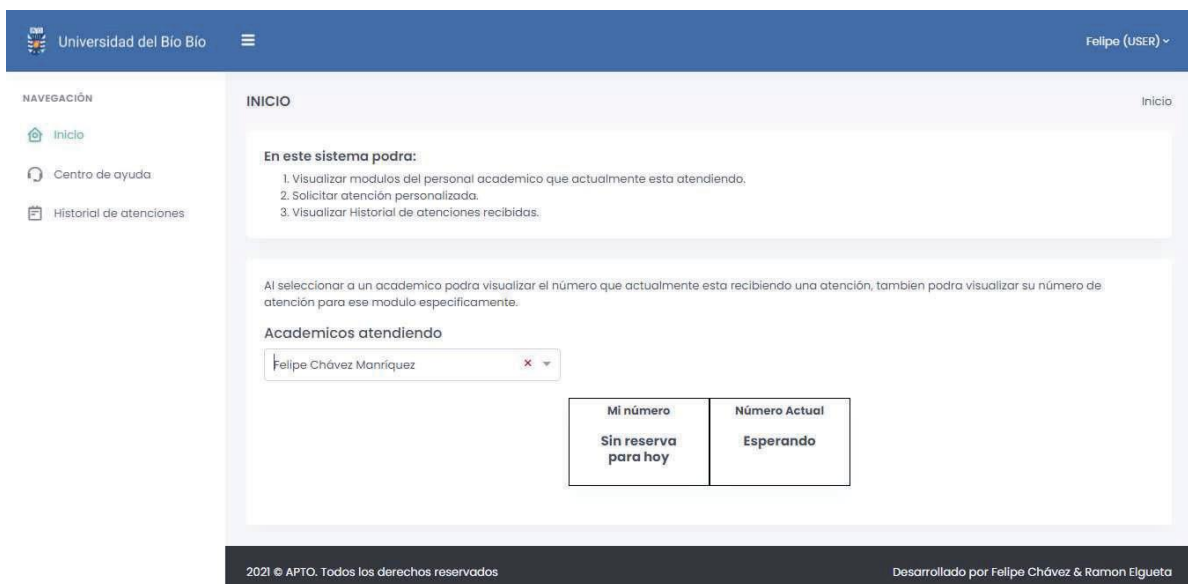 Universidad del Bío Bío
Felipe (USER)
NAVEGACIÓN
Inicio
Centro de ayuda
Historial de atenciones
INICIO
Inicio
En este sistema podra:
1. Visualizar modulos del personal academico que actualmente esta atendiendo.
2. Solicitar atención personalizada.
3. Visualizar Historial de atenciones recibidas.
Al seleccionar a un academico podra visualizar el número que actualmente esta recibiendo una atención, tambien podra visualizar su número de
atención para ese modulo especificamente.
Academicos atendiendo
Felipe Chávez Manríquez
Mi número
Sin reserva
para hoy
Número Actual
Esperando
2021 © APTO. Todos los derechos reservados
Desarrollado por Felipe Chávez & Ramon Elgueta